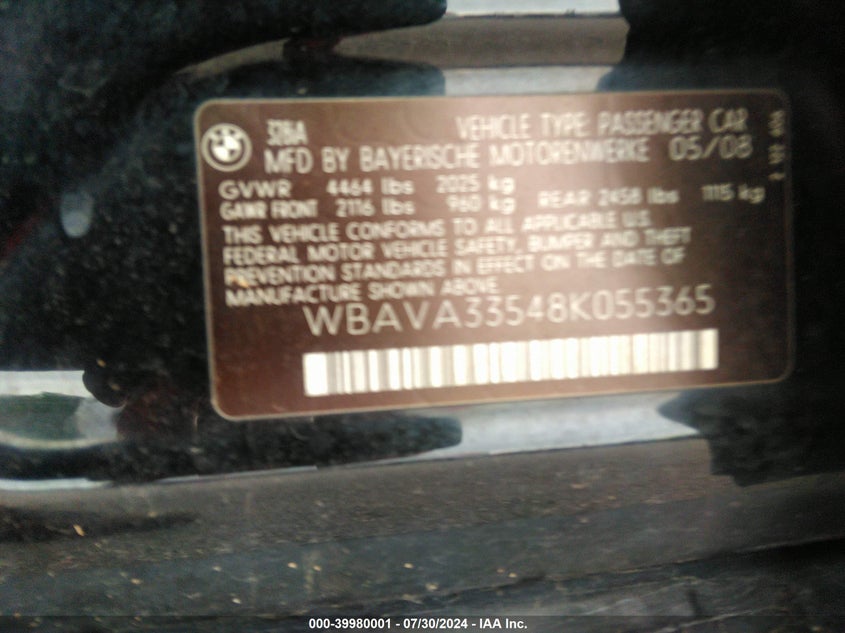 328iA VEHICLE TYPE: PASSENGER CAR
MFD BY BAYERISCHE MOTORENWERKE 05/08
GVWR 4464 lbs 2025 kg
GAWR FRONT 2116 lbs 960 kg REAR 2458 lbs 1115 kg
THIS VEHICLE CONFORMS TO ALL APPLICABLE U.S.
FEDERAL MOTOR VEHICLE SAFETY, BUMPER AND THEFT
PREVENTION STANDARDS IN EFFECT ON THE DATE OF
MANUFACTURE SHOWN ABOVE
WBAVA33548K055365
000-39980001 / 07/30/2024 - IAA Inc.